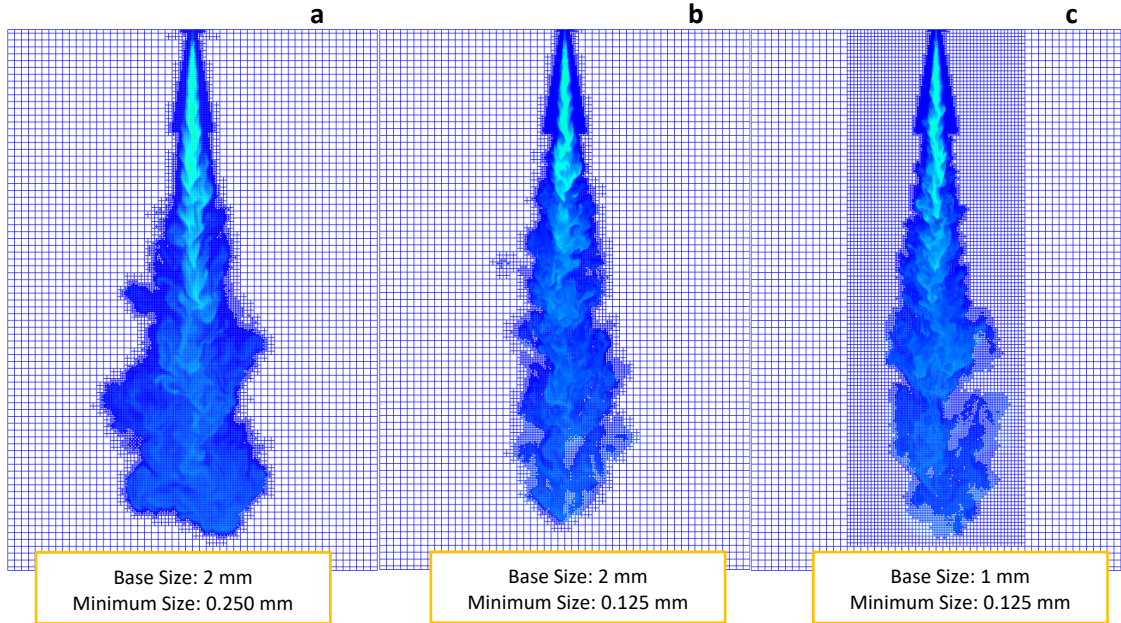 a
b
c
Base Size: 2 mm
Minimum Size: 0.250 mm
Base Size: 2 mm
Minimum Size: 0.125 mm
Base Size: 1 mm
Minimum Size: 0.125 mm